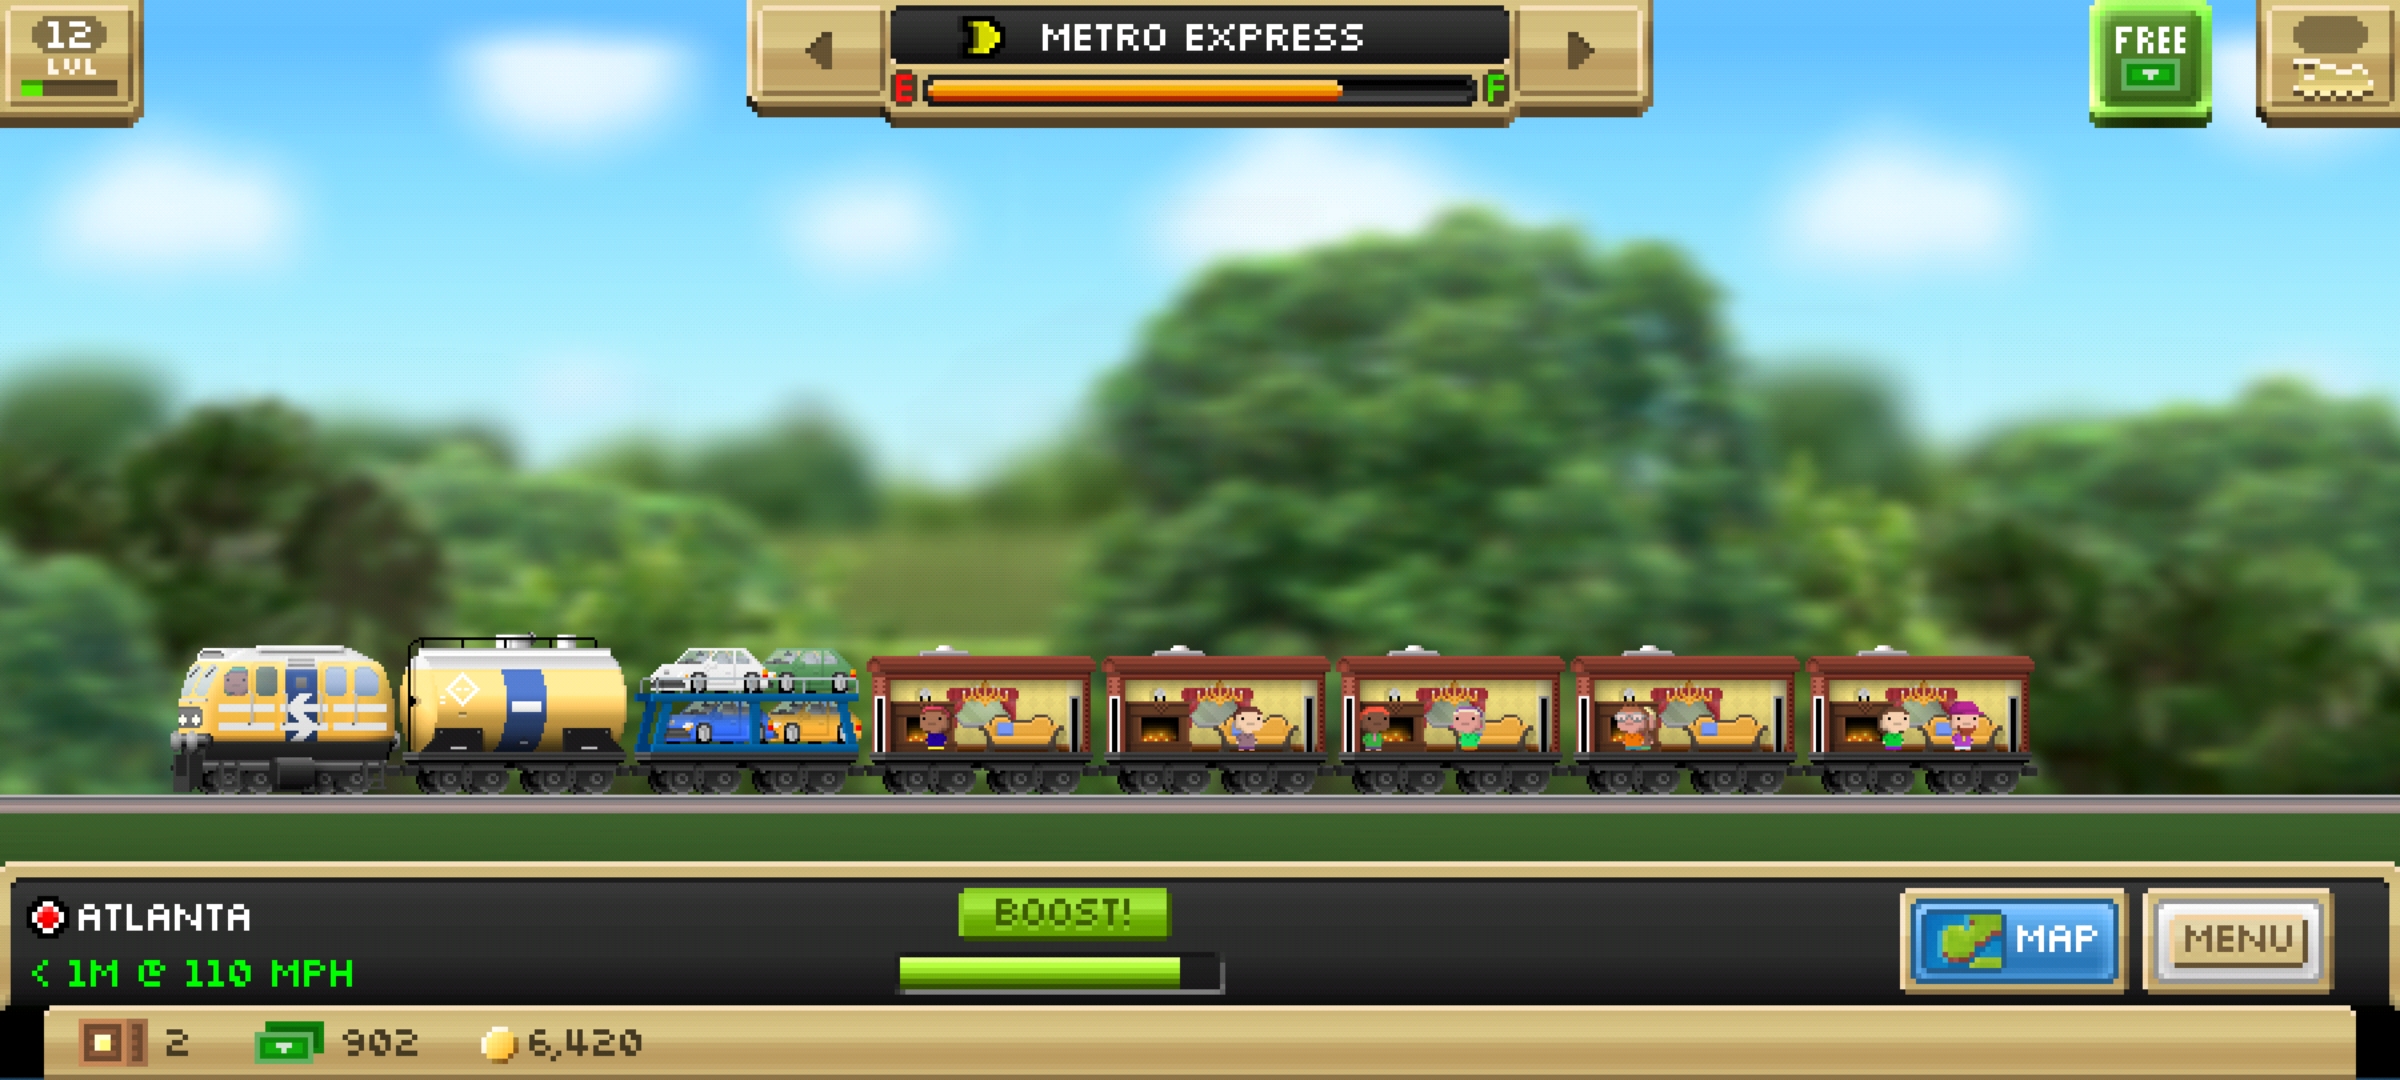 12
LVL
METRO EXPRESS
E F
FREE
ATLANTA
< 1M @ 110 MPH
BOOST!
MAP
MENU
2
902
6,420